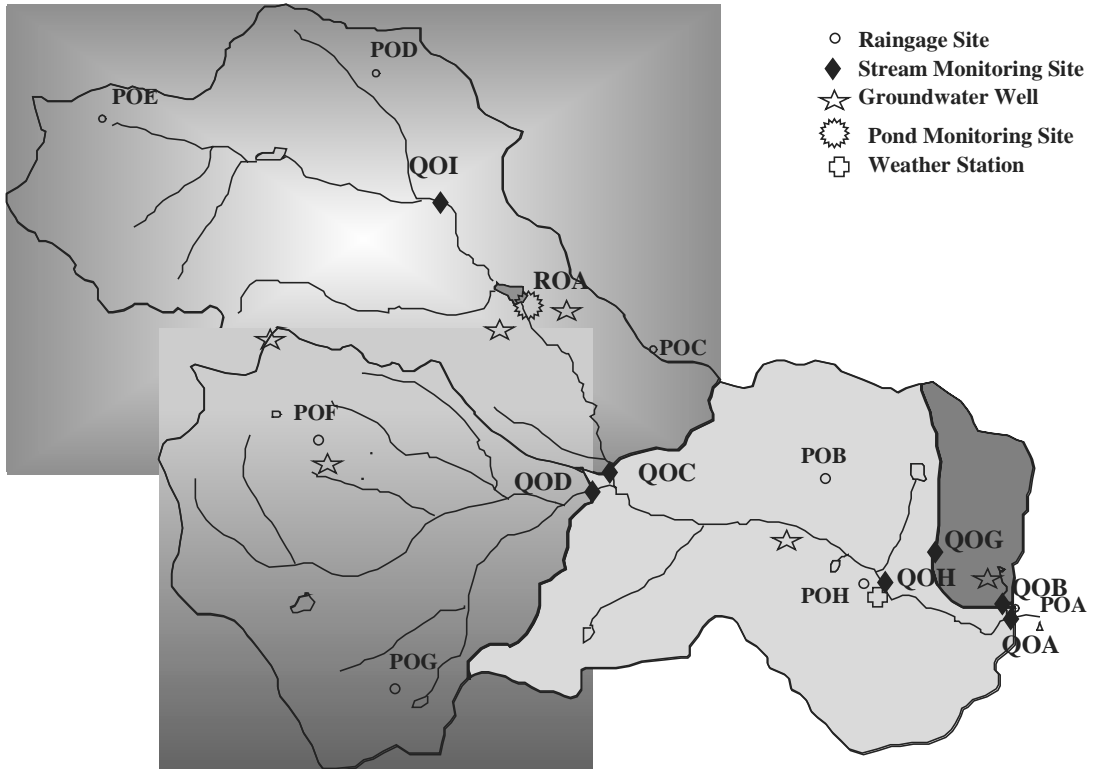 POD
Raingage Site
Stream Monitoring Site
POE
Groundwater Well
Pond Monitoring Site
QOI
Weather Station
ROA
POC
POF
POB
QOD
QOC
QOG
QOH
POH
QOB
POA
QOA
POG